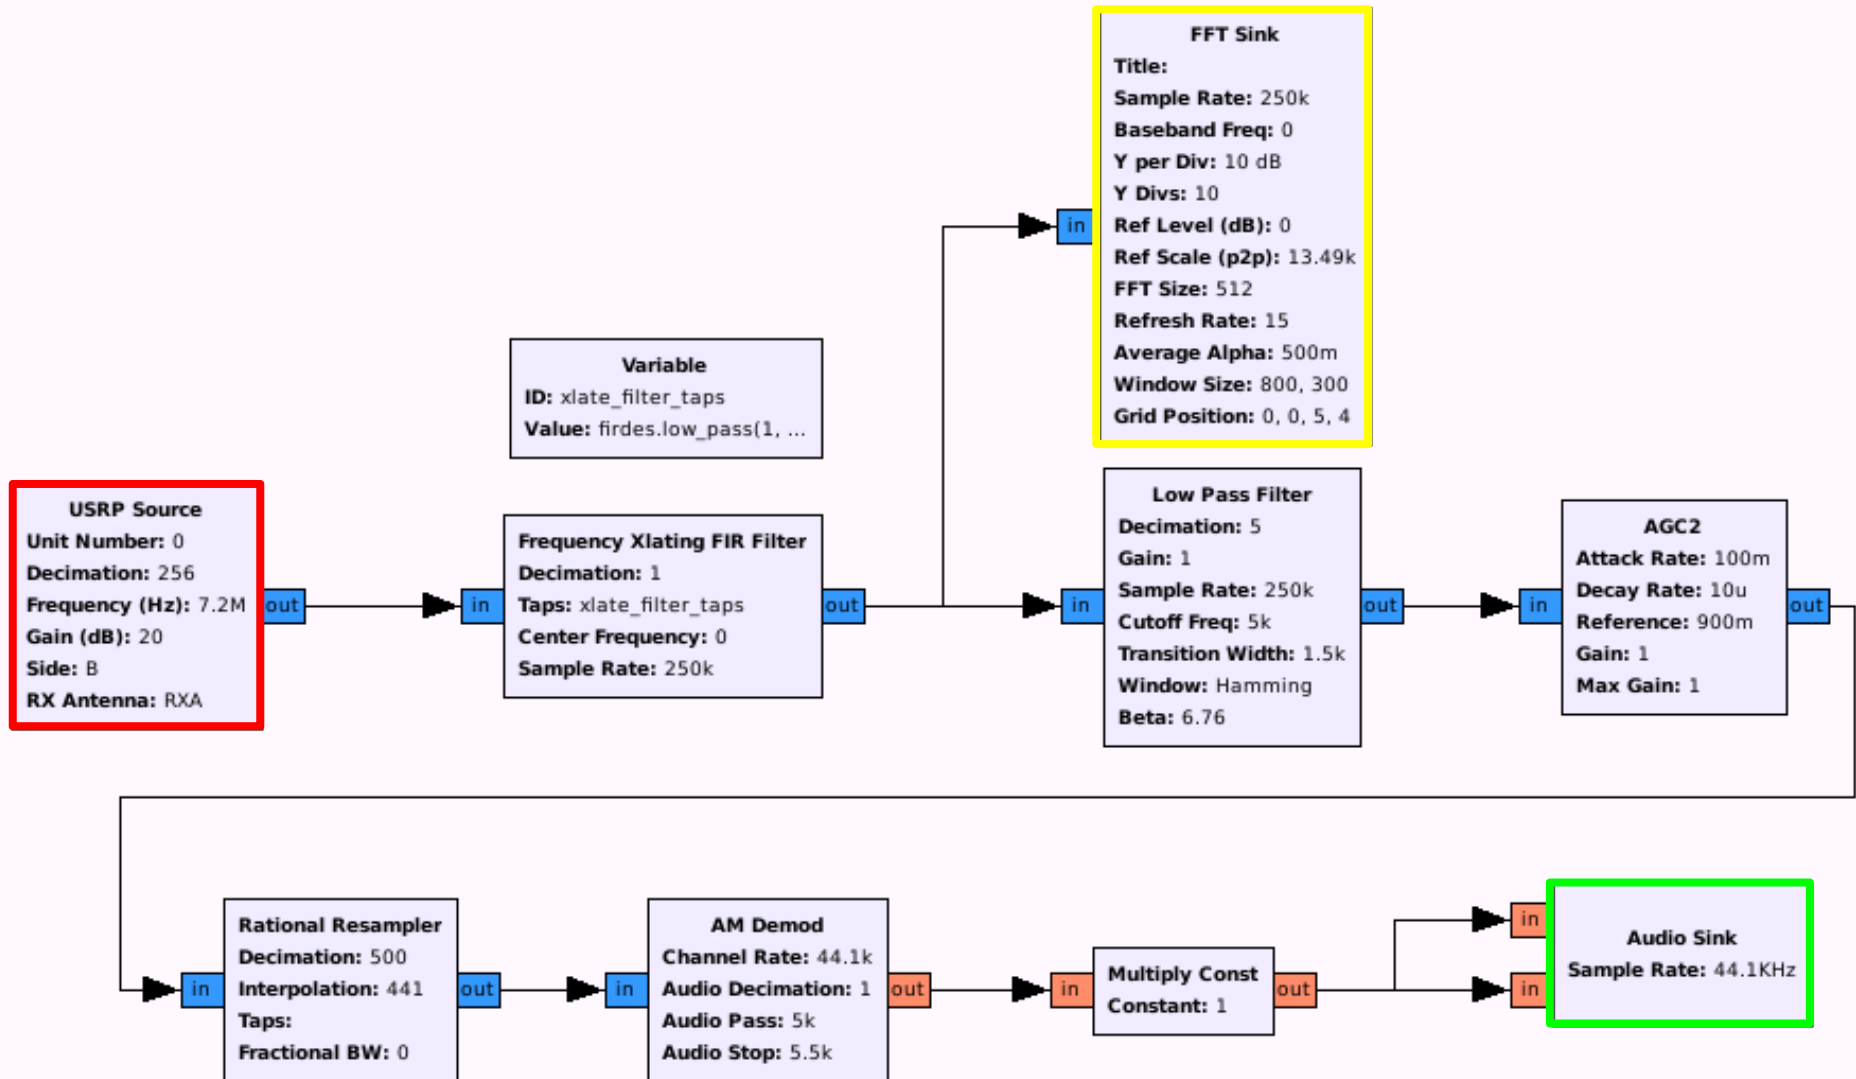 FFT Sink
Title:
Sample Rate: 250k
Baseband Freq: 0
Y per Div: 10 dB
Y Divs: 10
Ref Level (dB): 0
Ref Scale (p2p): 13.49k
FFT Size: 512
Refresh Rate: 15
Average Alpha: 500m
Window Size: 800, 300
Grid Position: 0, 0, 5, 4
in
Variable
ID: xlate_filter_taps
Value: firdes.low_pass(1, ...
USRP Source
Unit Number: 0
Decimation: 256
Frequency (Hz): 7.2M
Gain (dB): 20
Side: B
RX Antenna: RXA
out
in
Frequency Xlating FIR Filter
Decimation: 1
Taps: xlate_filter_taps
Center Frequency: 0
Sample Rate: 250k
out
in
Low Pass Filter
Decimation: 5
Gain: 1
Sample Rate: 250k
Cutoff Freq: 5k
Transition Width: 1.5k
Window: Hamming
Beta: 6.76
out
in
AGC2
Attack Rate: 100m
Decay Rate: 10u
Reference: 900m
Gain: 1
Max Gain: 1
out
in
Rational Resampler
Decimation: 500
Interpolation: 441
Taps:
Fractional BW: 0
out
in
AM Demod
Channel Rate: 44.1k
Audio Decimation: 1
Audio Pass: 5k
Audio Stop: 5.5k
out
in
Multiply Const
Constant: 1
out
in
in
Audio Sink
Sample Rate: 44.1KHz